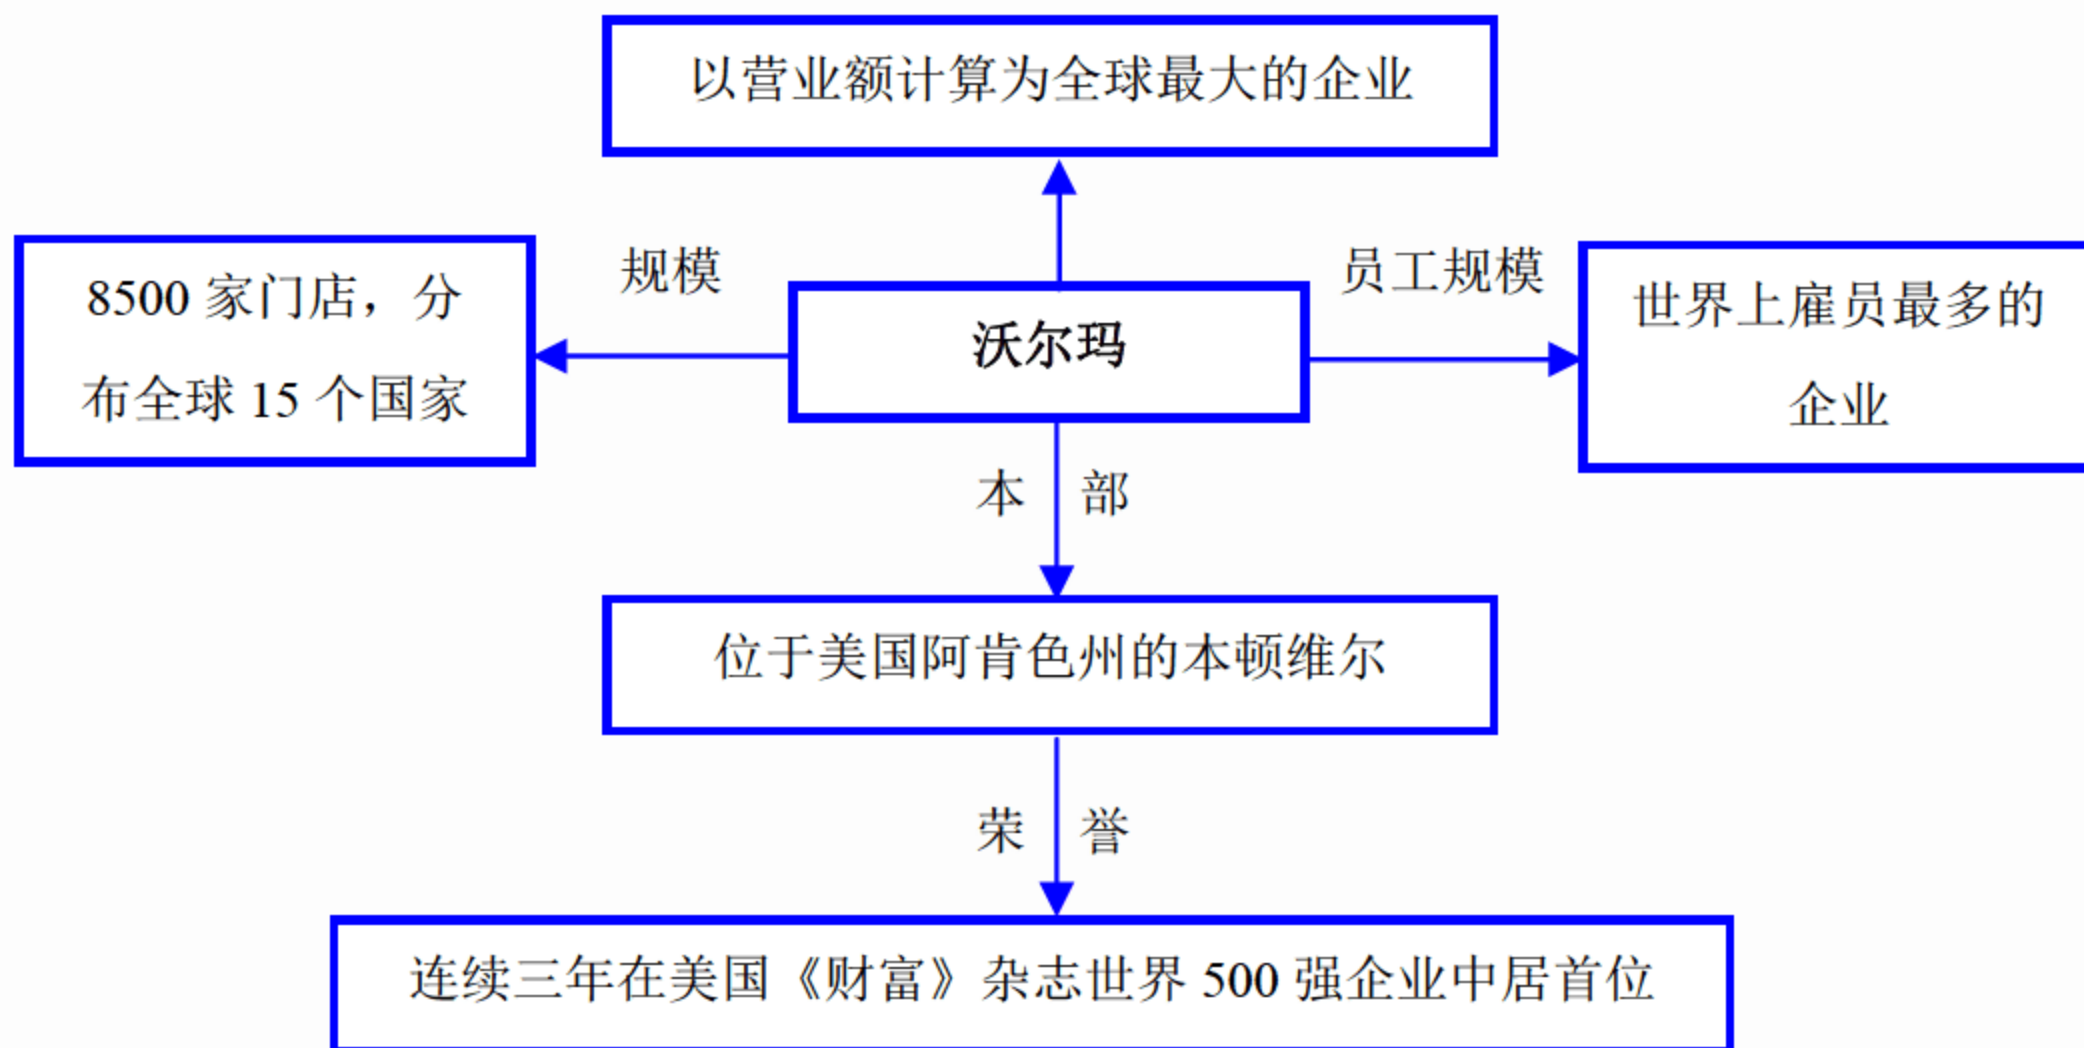 以营业额计算为全球最大的企业
规模
员工规模
8500 家门店，分
布全球 15 个国家
沃尔玛
世界上雇员最多的
企业
本 部
位于美国阿肯色州的本顿维尔
荣 誉
连续三年在美国《财富》杂志世界 500 强企业中居首位